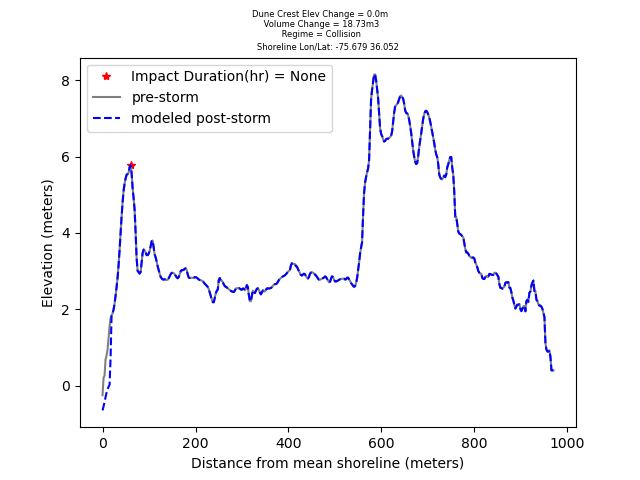 Dune Crest Elev Change = 0.0m
Volume Change = 18.73m3
Regime = Collision
Shoreline Lon/Lat: -75.679 36.052
Impact Duration(hr) = None
pre-storm
modeled post-storm
8
6
4
2
0
Elevation (meters)
0 200 400 600 800 1000
Distance from mean shoreline (meters)